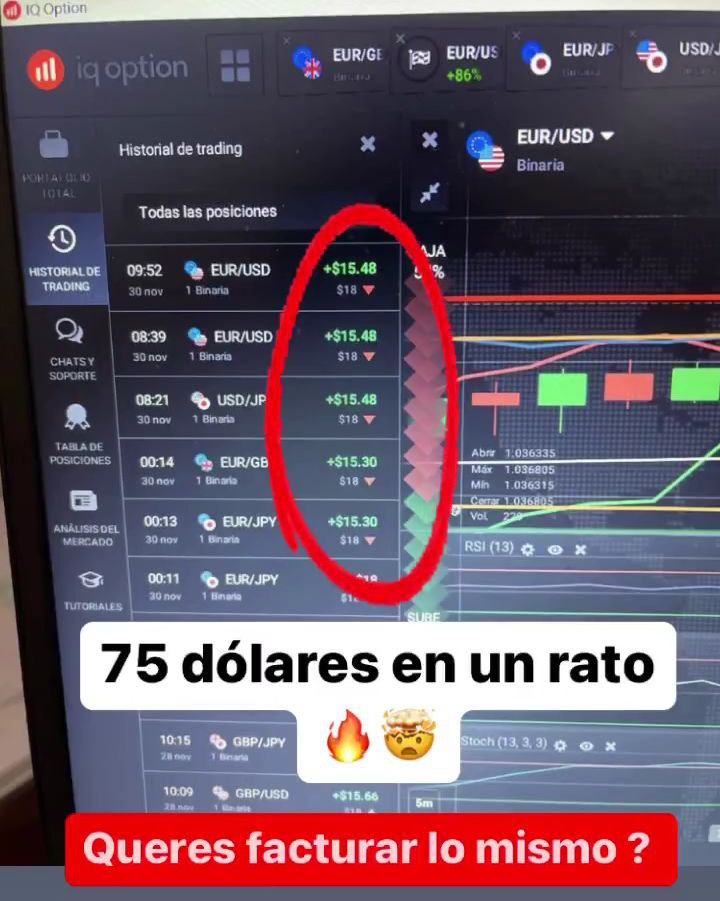 IQ Option
iq option
EUR/GB
Binaria
EUR/US
+86%
EUR/JP
Binaria
USD/J
PORTAFOLIO
TOTAL
HISTORIAL DE
TRADING
CHATS Y
SOPORTE
TABLA DE
POSICIONES
ANÁLISIS DEL
MERCADO
TUTORIALES
Historial de trading
Todas las posiciones
09:52 EUR/USD +$15.48
30 nov 1 Binaria $18
08:39 EUR/USD +$15.48
30 nov 1 Binaria $18
08:21 USD/JP +$15.48
30 nov 1 Binaria $18
00:14 EUR/GB +$15.30
30 nov 1 Binaria $18
00:13 EUR/JPY +$15.30
30 nov 1 Binaria $18
00:11 EUR/JPY
30 nov 1 Binaria
EUR/USD
Binaria
AJA
SUBE
Abrir 1.036335
Máx 1.036805
Mín 1.036315
Cerrar 1.036805
Vol.
RSI (13)
75 dólares en un rato
10:15 GBP/JPY
28 nov 1 Binaria
10:09 GBP/USD +$15.66
28 nov 1 Binaria
Stoch (13, 3, 3)
5m
Queres facturar lo mismo ?